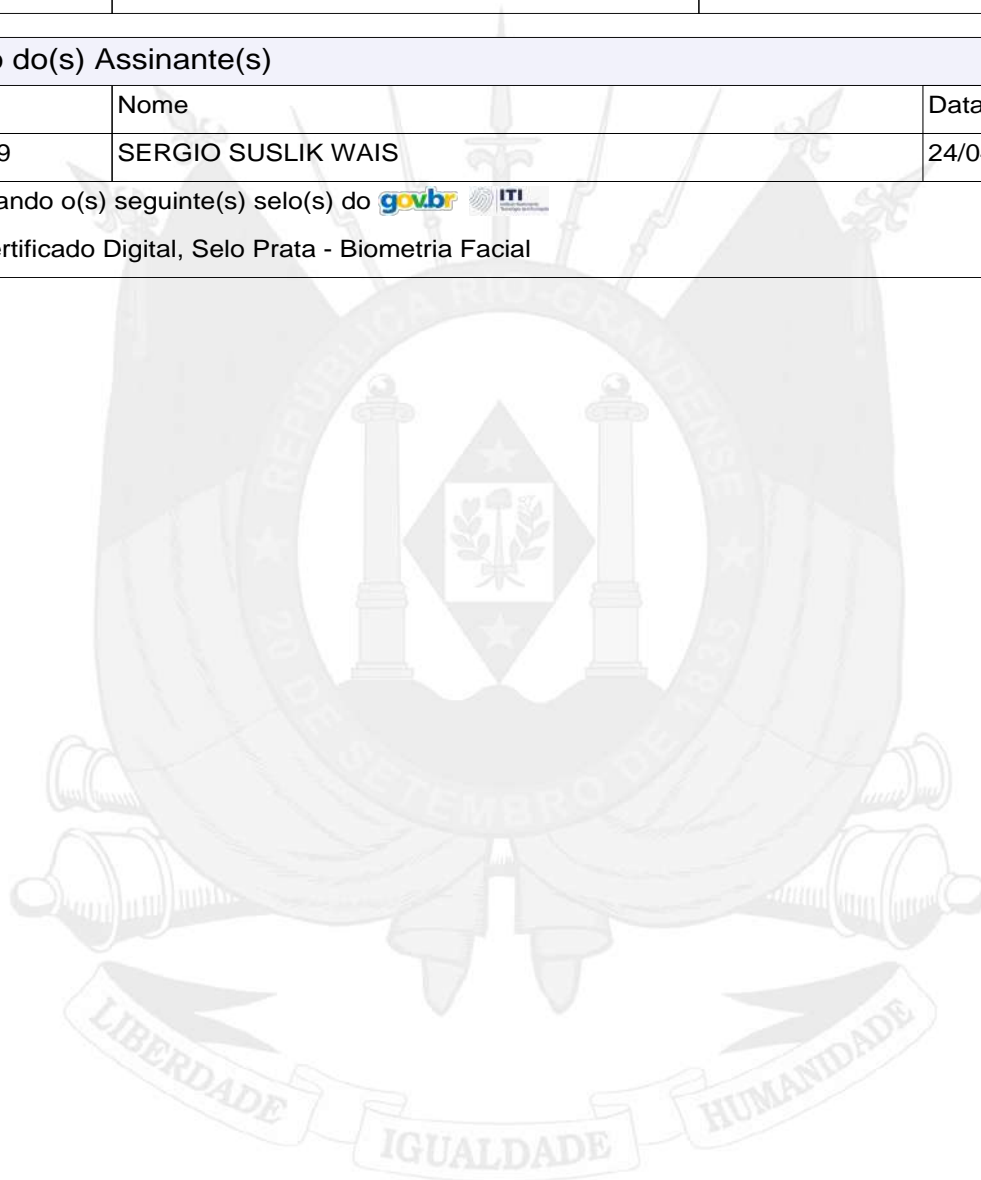 o do(s) Assinante(s)
Nome Data
9 SERGIO SUSLIK WAIS 24/0
ando o(s) seguinte(s) selo(s) do gov.br ITI
ertificado Digital, Selo Prata - Biometria Facial
REPÚBLICA RIO-GRANDENSE
20 DE SETEMBRO DE 1835
LIBERDADE IGUALDADE HUMANIDADE